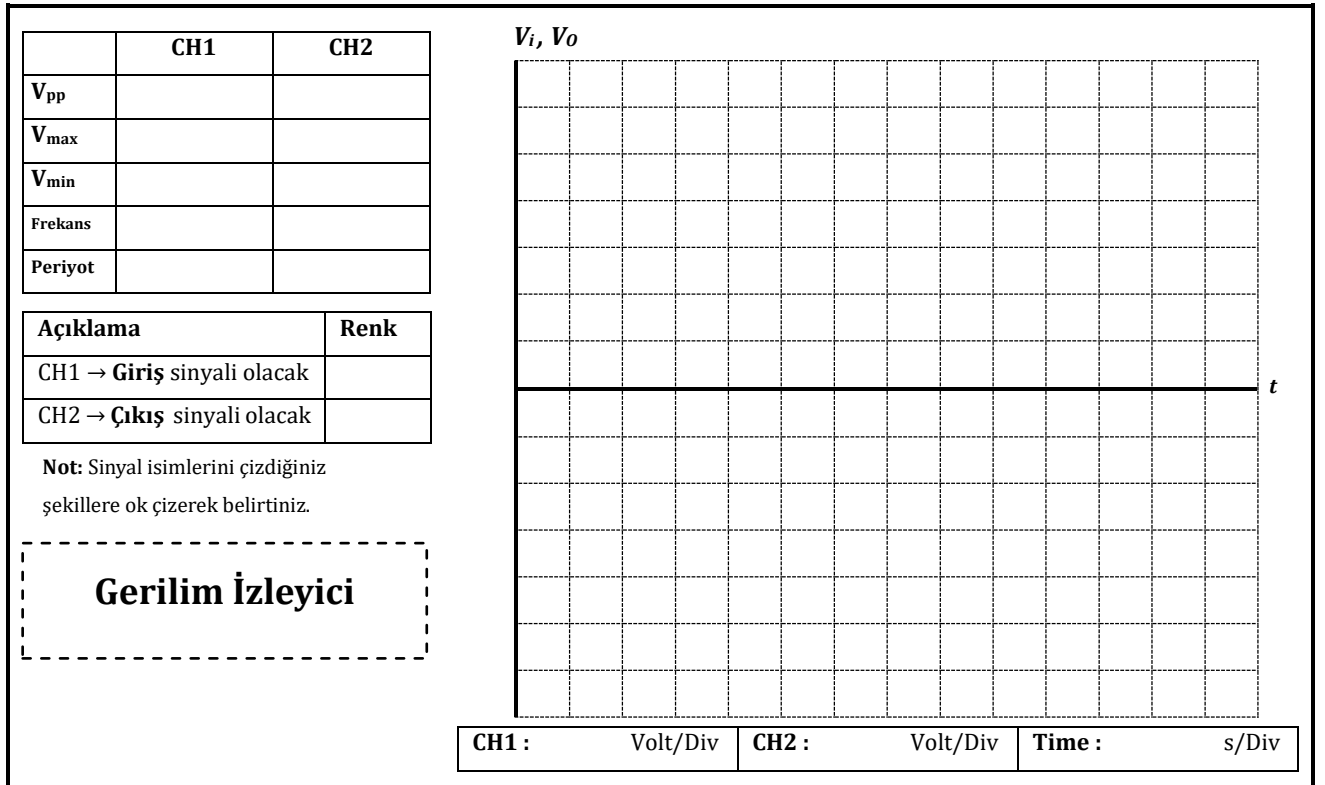 CH1 CH2
Vpp
Vmax
Vmin
Frekans
Periyot
Açıklama Renk
CH1 → Giriş sinyali olacak
CH2 → Çıkış sinyali olacak
Not: Sinyal isimlerini çizdiğiniz
şekillere ok çizerek belirtiniz.
Gerilim İzleyici
Vi, VO
t
CH1 : Volt/Div CH2 : Volt/Div Time : s/Div